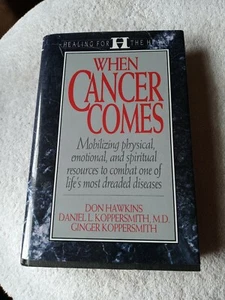 HEALING FOR THE HEART
WHEN
CANCER
COMES
Mobilizing physical,
emotional, and spiritual
resources to combat one of
life's most dreaded diseases
DON HAWKINS
DANIEL L. KOPPERSMITH, M.D.
GINGER KOPPERSMITH